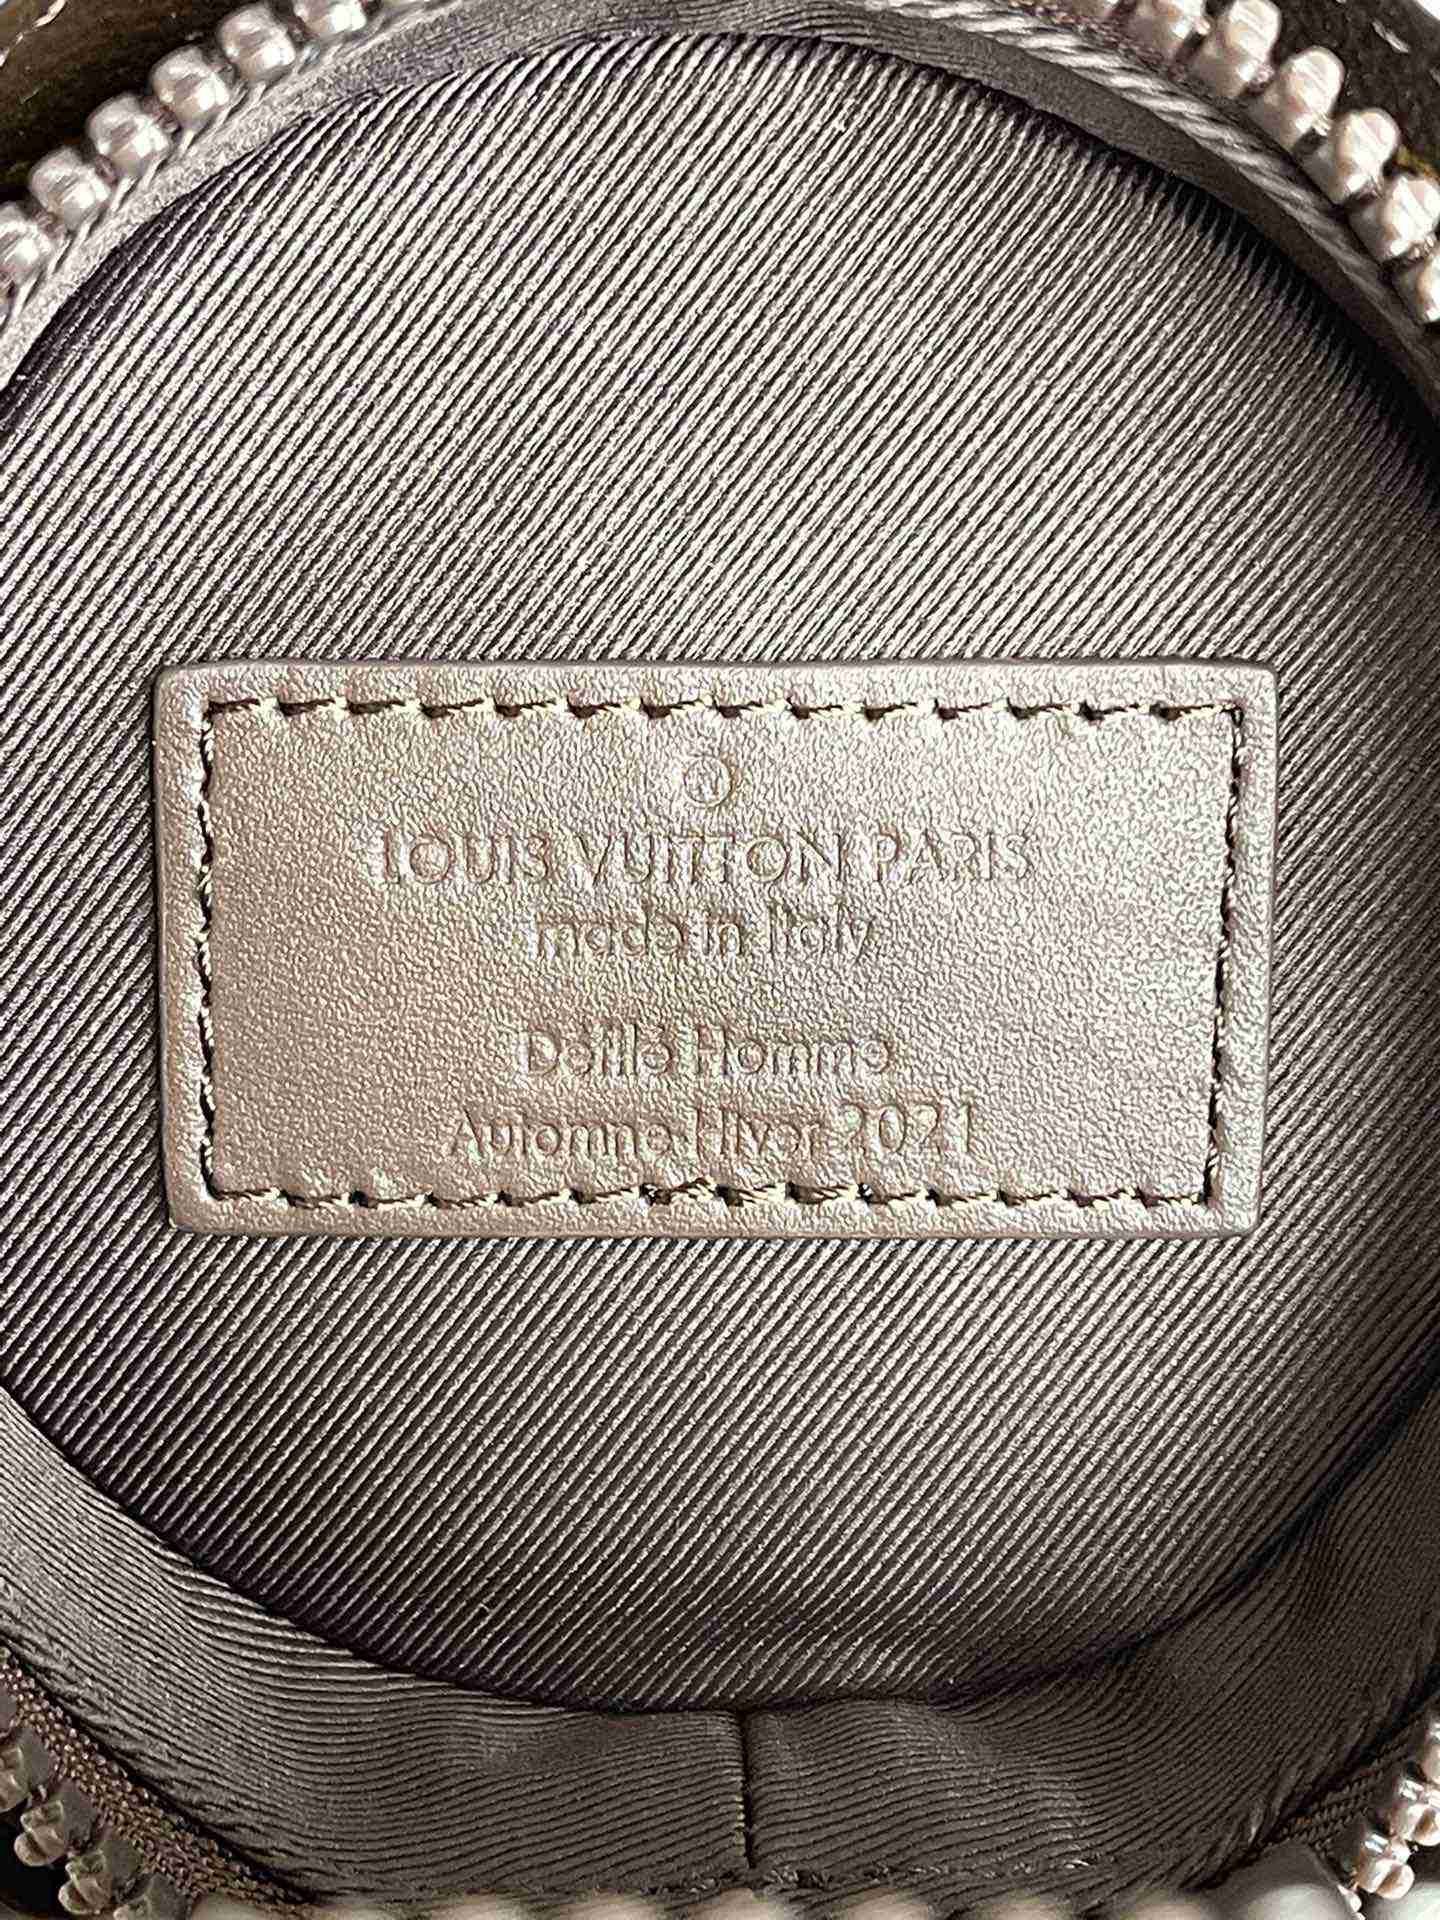 LOUIS VUITTON PARIS
made in Italy
Défilé Homme
Automne-Hiver 2021